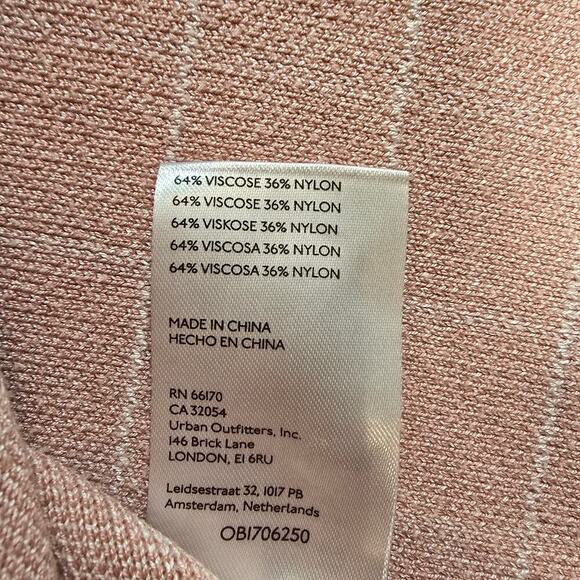 64% VISCOSE 36% NYLON
64% VISCOSE 36% NYLON
64% VISKOSE 36% NYLON
64% VISCOSA 36% NYLON
64% VISCOSA 36% NYLON
MADE IN CHINA
HECHO EN CHINA
RN 66170
CA 32054
Urban Outfitters, Inc.
146 Brick Lane
LONDON, E1 6RU
Leidsestraat 32, 1017 PB
Amsterdam, Netherlands
OB1706250